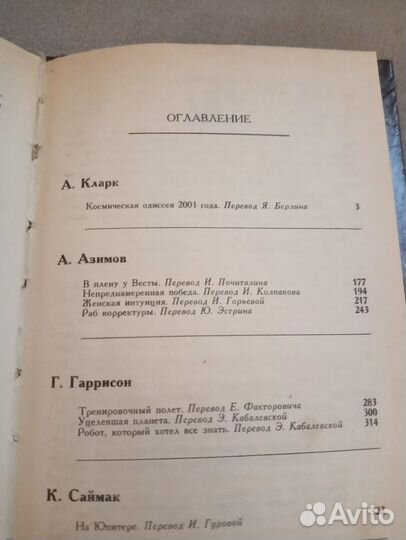 ОГЛАВЛЕНИЕ
А. Кларк
Космическая одиссея 2001 года. Перевод Я. Берлина 3
А. Азимов
В плену у Весты. Перевод И. Почиталина 177
Непреднамеренная победа. Перевод И. Колпакова 194
Женская интуиция. Перевод И. Горьевой 217
Раб корректуры. Перевод Ю. Эстрина 243
Г. Гаррисон
Тренировочный полет. Перевод Е. Факторовича 283
Уцелевшая планета. Перевод Э. Кабалевской 300
Робот, который хотел все знать. Перевод Э. Кабалевской 314
К. Саймак
На Юпитере. Перевод И. Гуровой
Avito